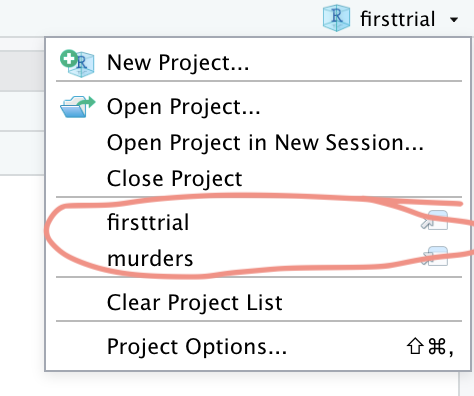 firsttrial
New Project...
Open Project...
Open Project in New Session...
Close Project
firsttrial
murders
Clear Project List
Project Options... ⇧⌘,